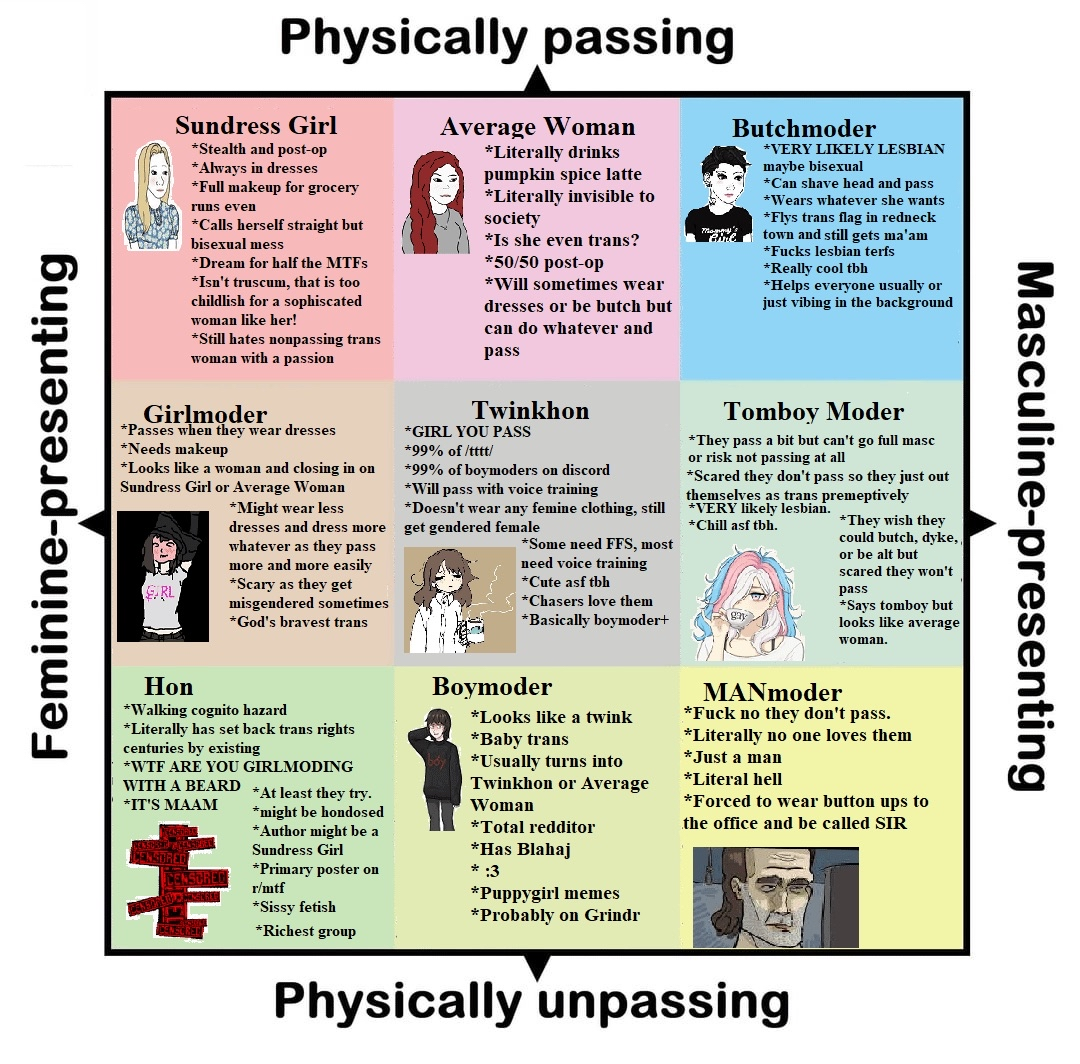 Physically passing
Feminine-presenting
Masculine-presenting
Sundress Girl
*Stealth and post-op
*Always in dresses
*Full makeup for grocery
runs even
*Calls herself straight but
bisexual mess
*Dream for half the MTFs
*Isn't truscum, that is too
childlish for a sophiscated
woman like her!
*Still hates nonpassing trans
woman with a passion
Average Woman
*Literally drinks
pumpkin spice latte
*Literally invisible to
society
*Is she even trans?
*50/50 post-op
*Will sometimes wear
dresses or be butch but
can do whatever and
pass
Butchmoder
*VERY LIKELY LESBIAN
maybe bisexual
*Can shave head and pass
*Wears whatever she wants
*Flys trans flag in redneck
town and still gets ma'am
*Fucks lesbian terfs
*Really cool tbh
*Helps everyone usually or
just vibing in the background
Mommy's
Girl
Girlmoder
*Passes when they wear dresses
*Needs makeup
*Looks like a woman and closing in on
Sundress Girl or Average Woman
*Might wear less
dresses and dress more
whatever as they pass
more and more easily
*Scary as they get
misgendered sometimes
*God's bravest trans
GIRL
Twinkhon
*GIRL YOU PASS
*99% of /tttt/
*99% of boymoders on discord
*Will pass with voice training
*Doesn't wear any femine clothing, still
get gendered female
*Some need FFS, most
need voice training
*Cute asf tbh
*Chasers love them
*Basically boymoder+
Tomboy Moder
*They pass a bit but can't go full masc
or risk not passing at all
*Scared they don't pass so they just out
themselves as trans premeptively
*VERY likely lesbian.
*Chill asf tbh.
*They wish they
could butch, dyke,
or be alt but
scared they won't
pass
*Says tomboy but
looks like average
woman.
gay
Hon
*Walking cognito hazard
*Literally has set back trans rights
centuries by existing
*WTF ARE YOU GIRLMODING
WITH A BEARD
*IT'S MAAM
*At least they try.
*might be hondosed
*Author might be a
Sundress Girl
*Primary poster on
r/mtf
*Sissy fetish
*Richest group
CENSORED
CENSORED
Boymoder
*Looks like a twink
*Baby trans
*Usually turns into
Twinkhon or Average
Woman
*Total redditor
*Has Blahaj
* :3
*Puppygirl memes
*Probably on Grindr
boy
MANmoder
*Fuck no they don't pass.
*Literally no one loves them
*Just a man
*Literal hell
*Forced to wear button ups to
the office and be called SIR
Physically unpassing